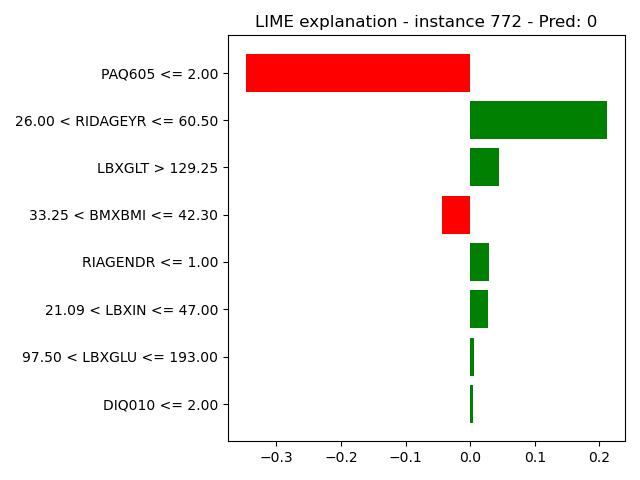 LIME explanation - instance 772 - Pred: 0
PAQ605 <= 2.00
26.00 < RIDAGEYR <= 60.50
LBXGLT > 129.25
33.25 < BMXBMI <= 42.30
RIAGENDR <= 1.00
21.09 < LBXIN <= 47.00
97.50 < LBXGLU <= 193.00
DIQ010 <= 2.00
−0.3 −0.2 −0.1 0.0 0.1 0.2